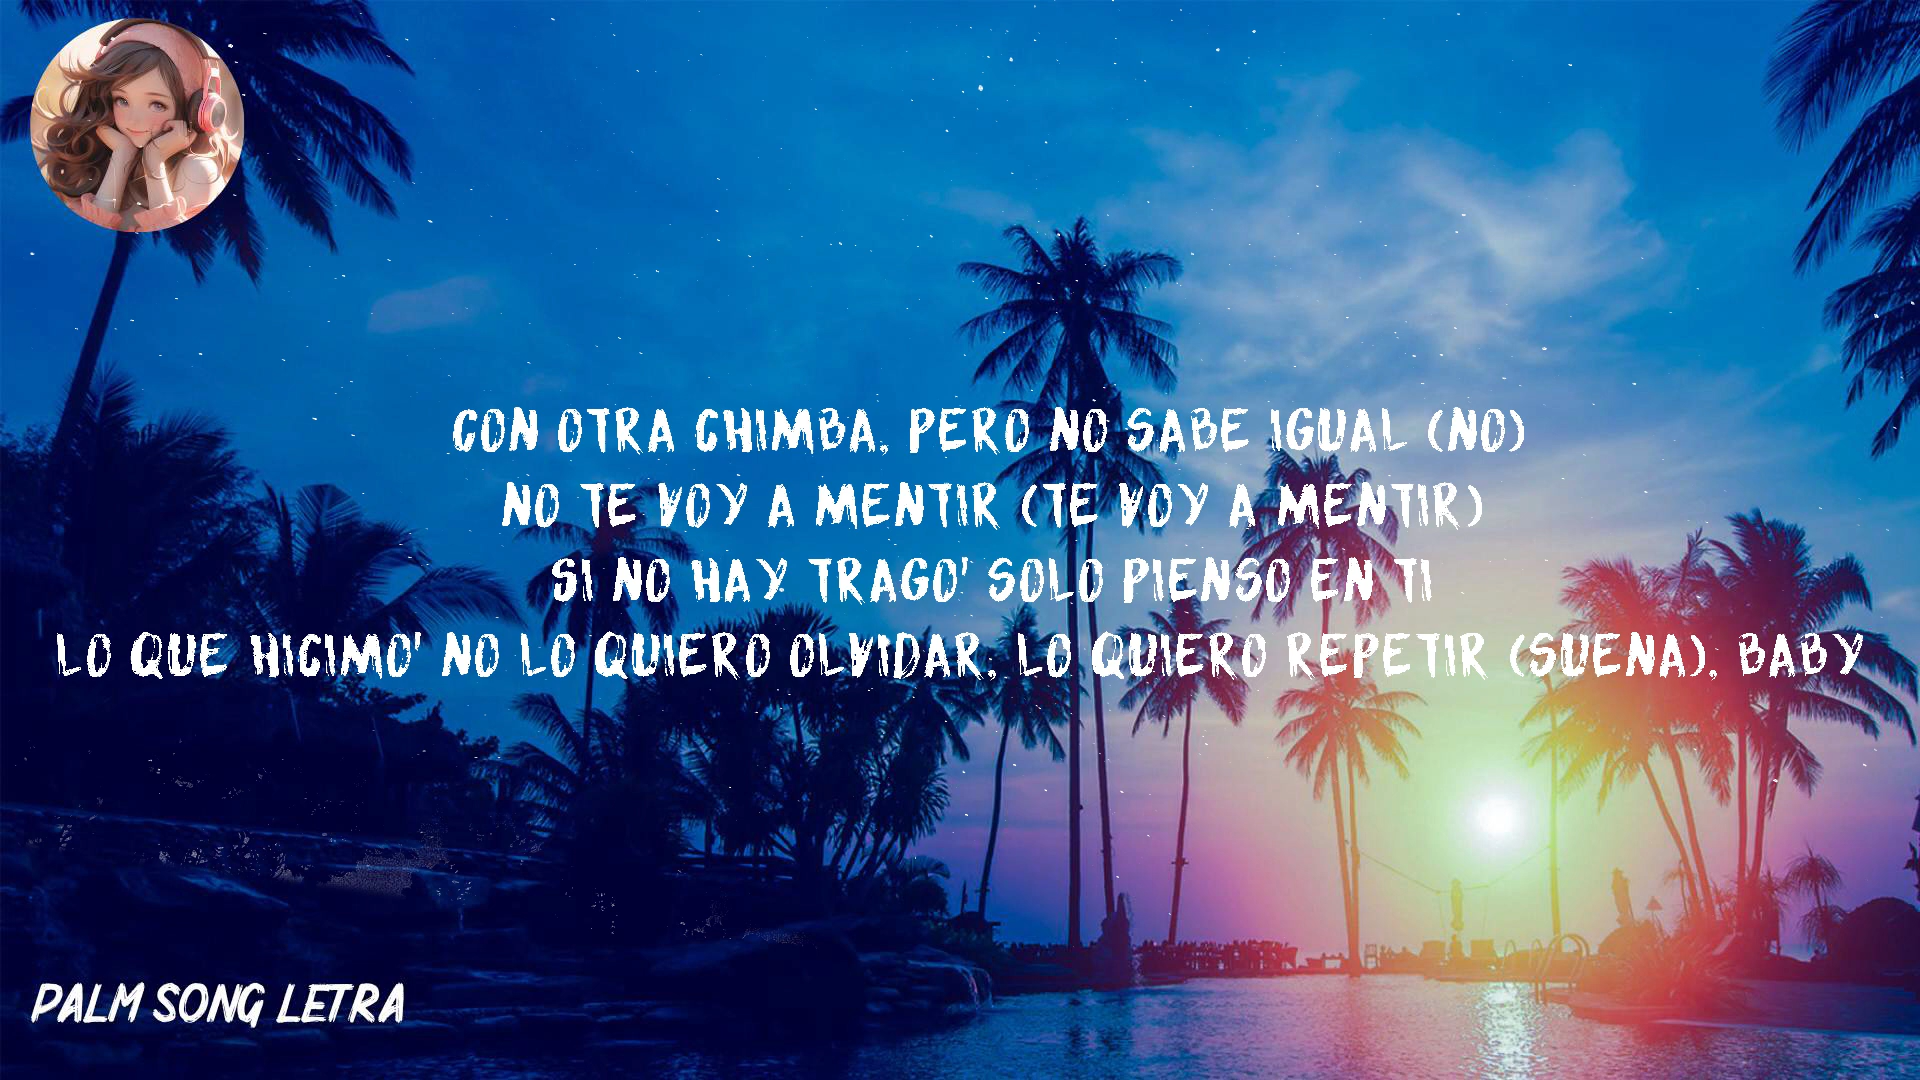 CON OTRA CHIMBA, PERO NO SABE IGUAL (NO)
NO TE VOY A MENTIR (TE VOY A MENTIR)
SI NO HAY TRAGO' SOLO PIENSO EN TI
LO QUE HICIMO' NO LO QUIERO OLVIDAR; LO QUIERO REPETIR (SUENA), BABY
PALM SONG LETRA